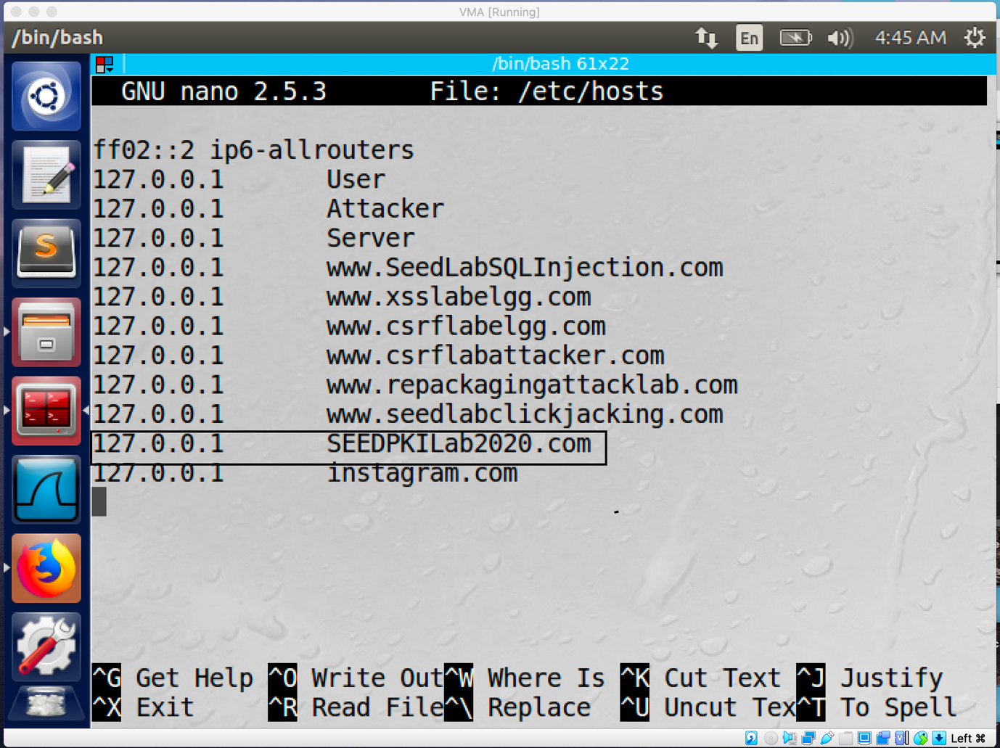 VMA [Running]
/bin/bash
En
4:45 AM
/bin/bash 61x22
GNU nano 2.5.3 File: /etc/hosts
ff02::2 ip6-allrouters
127.0.0.1 User
127.0.0.1 Attacker
127.0.0.1 Server
127.0.0.1 www.SeedLabSQLInjection.com
127.0.0.1 www.xsslabelgg.com
127.0.0.1 www.csrflabelgg.com
127.0.0.1 www.csrflabattacker.com
127.0.0.1 www.repackagingattacklab.com
127.0.0.1 www.seedlabclickjacking.com
127.0.0.1 SEEDPKILab2020.com
127.0.0.1 instagram.com
^G Get Help ^O Write Out ^W Where Is ^K Cut Text ^J Justify
^X Exit ^R Read File ^\ Replace ^U Uncut Tex ^T To Spell
Left ⌘